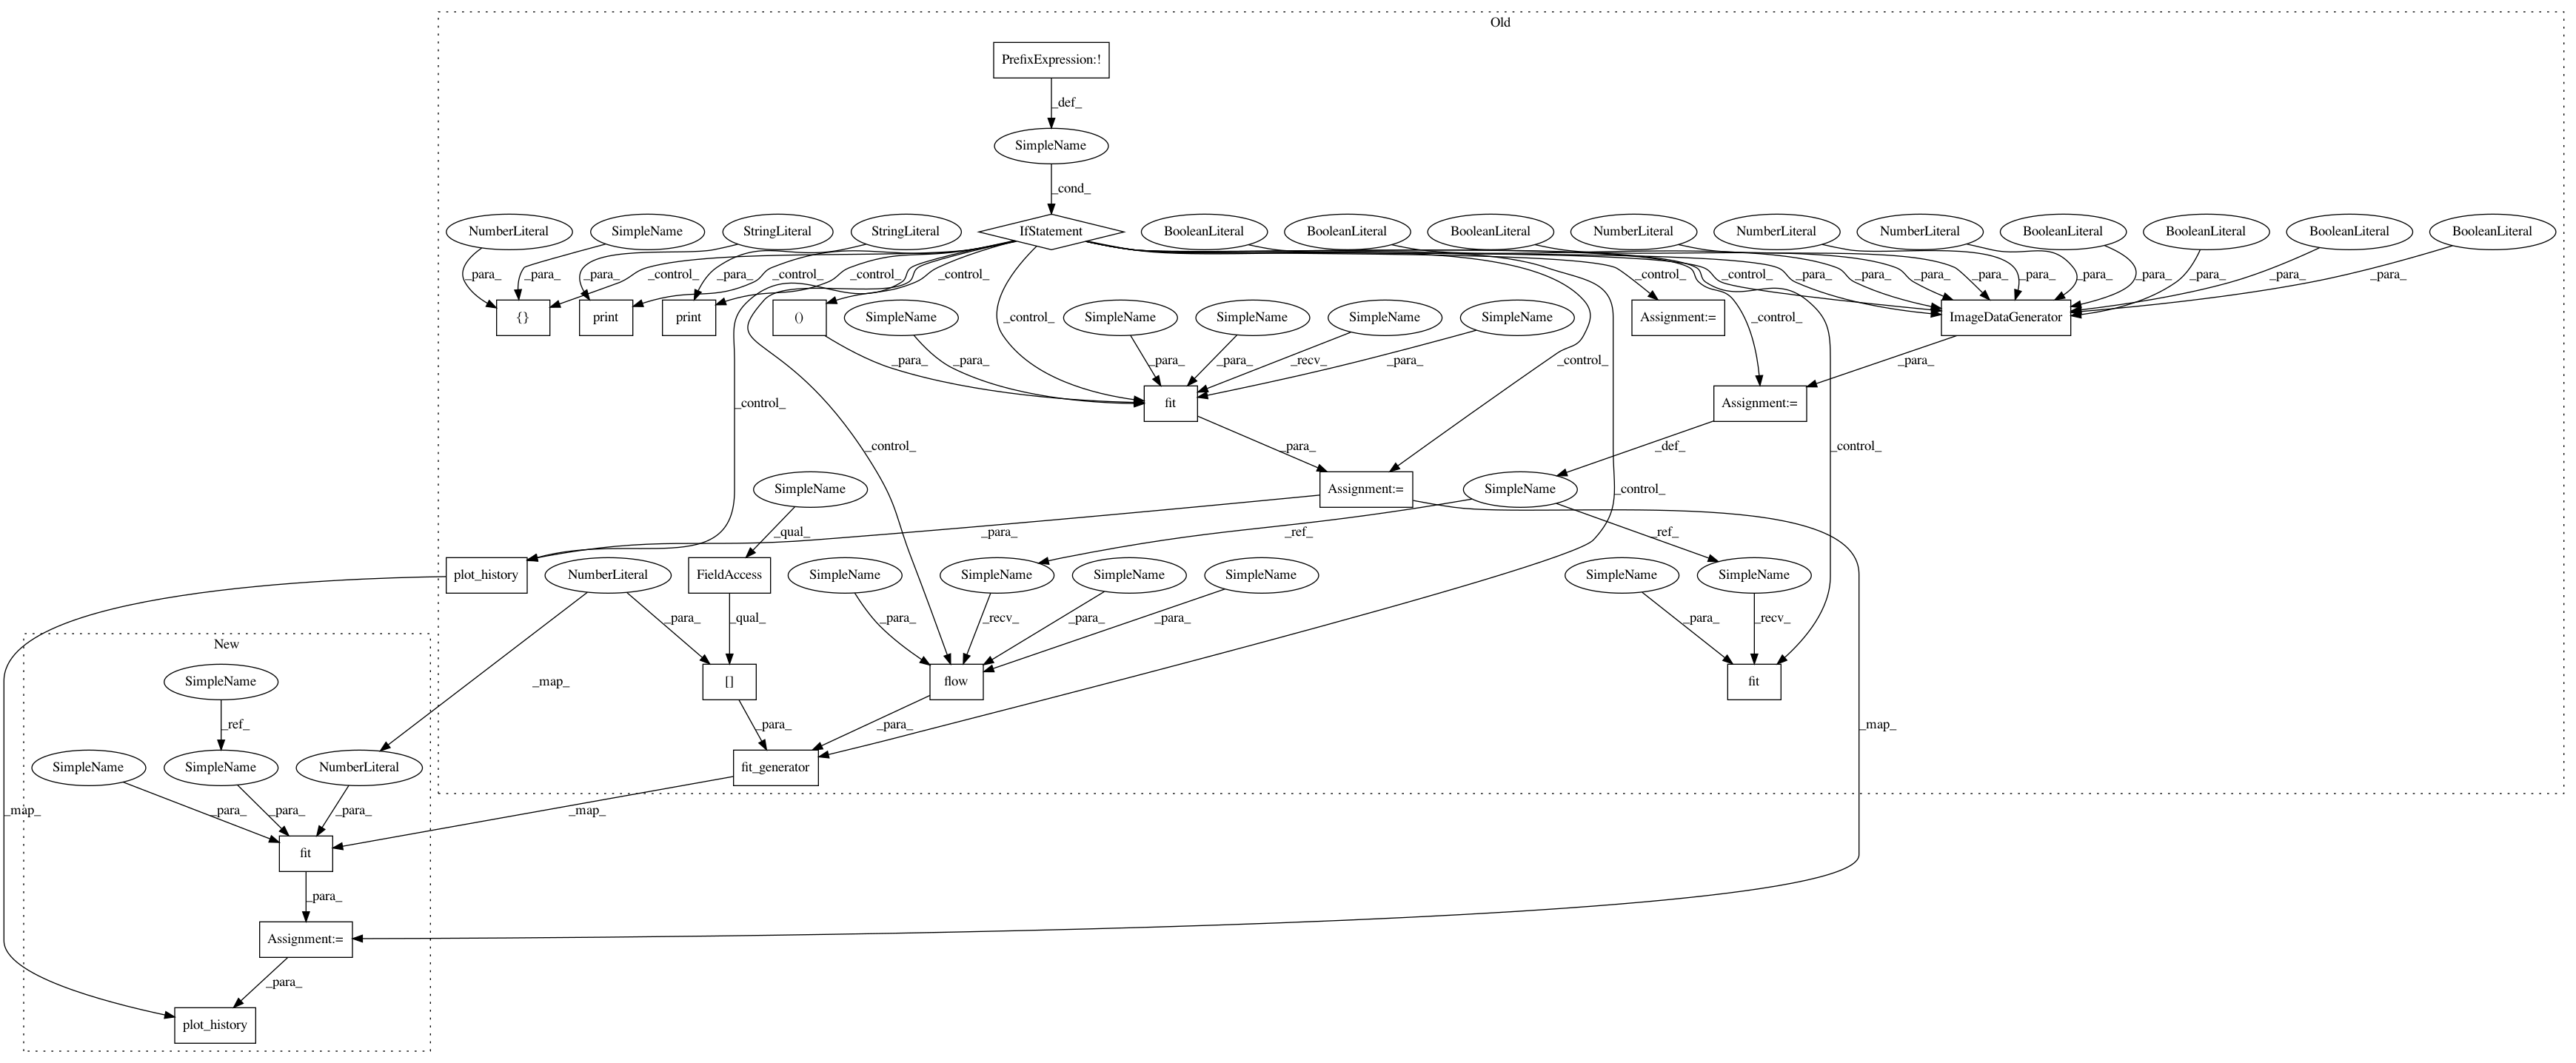 Old
PrefixExpression:!
_def_
SimpleName
_cond_
NumberLiteral SimpleName StringLiteral StringLiteral IfStatement BooleanLiteral BooleanLiteral BooleanLiteral NumberLiteral NumberLiteral NumberLiteral BooleanLiteral BooleanLiteral BooleanLiteral BooleanLiteral
_para_ _para_ _control_ _para_ _control_ _para_ _control_ _control_ _control_ _control_ _para_ _para_ _para_ _para_ _para_ _para_ _para_ _para_
{} print print () SimpleName _control_ SimpleName SimpleName SimpleName SimpleName Assignment:= _control_ ImageDataGenerator
_para_ _para_ _para_ _para_ _recv_ _para_ _control_ _para_
_control_ fit Assignment:=
_control_ _para_ _def_ _control_
SimpleName Assignment:= SimpleName _control_
_qual_ _para_ _ref_ _ref_
plot_history NumberLiteral FieldAccess SimpleName SimpleName SimpleName SimpleName SimpleName SimpleName
_para_ _qual_ _para_ _recv_ _para_ _para_ _para_ _recv_
New
SimpleName _map_ [] flow fit
_ref_ _para_ _para_ _map_
SimpleName SimpleName NumberLiteral fit_generator
_map_ _para_ _para_ _para_ _map_
fit
_para_
Assignment:=
_para_
plot_history